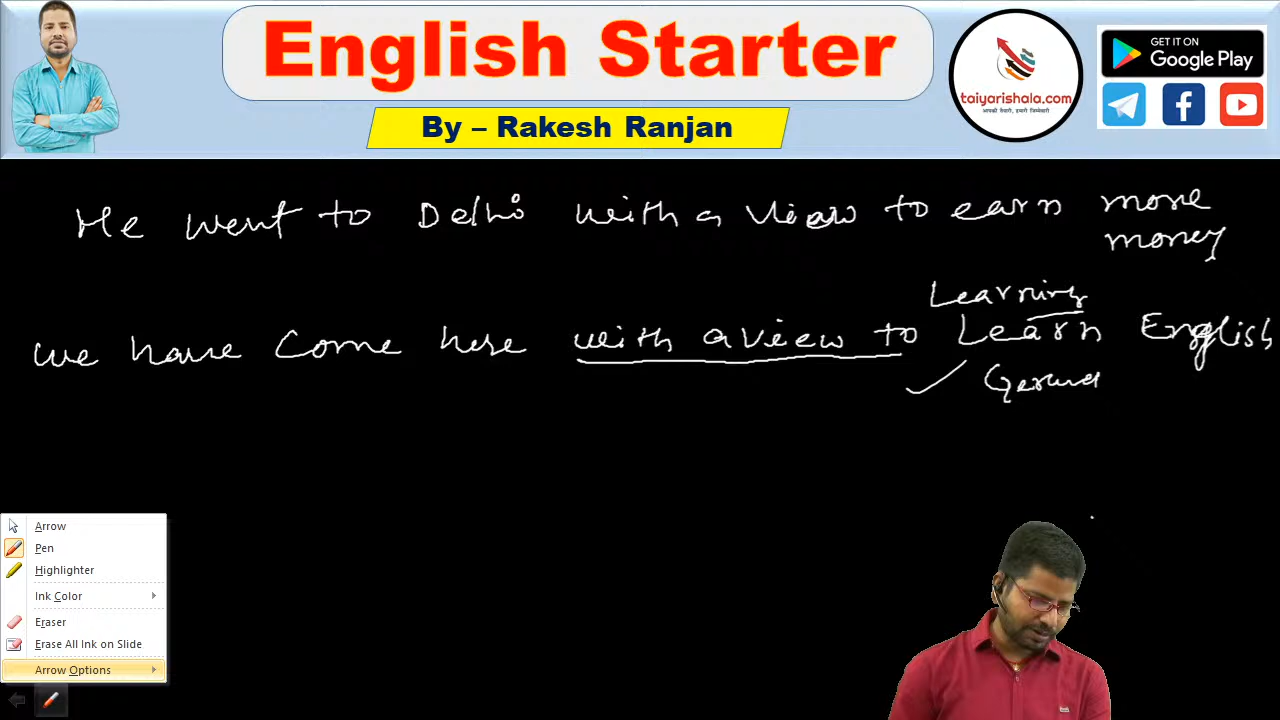 English Starter
By – Rakesh Ranjan
taiyarishala.com
आपकी तैयारी, हमारी जिम्मेदारी
GET IT ON
Google Play
He went to Delhi with a view to earn more
money
Learning
we have come here with a view to Learn English
Gerund
Arrow
Pen
Highlighter
Ink Color
Eraser
Erase All Ink on Slide
Arrow Options